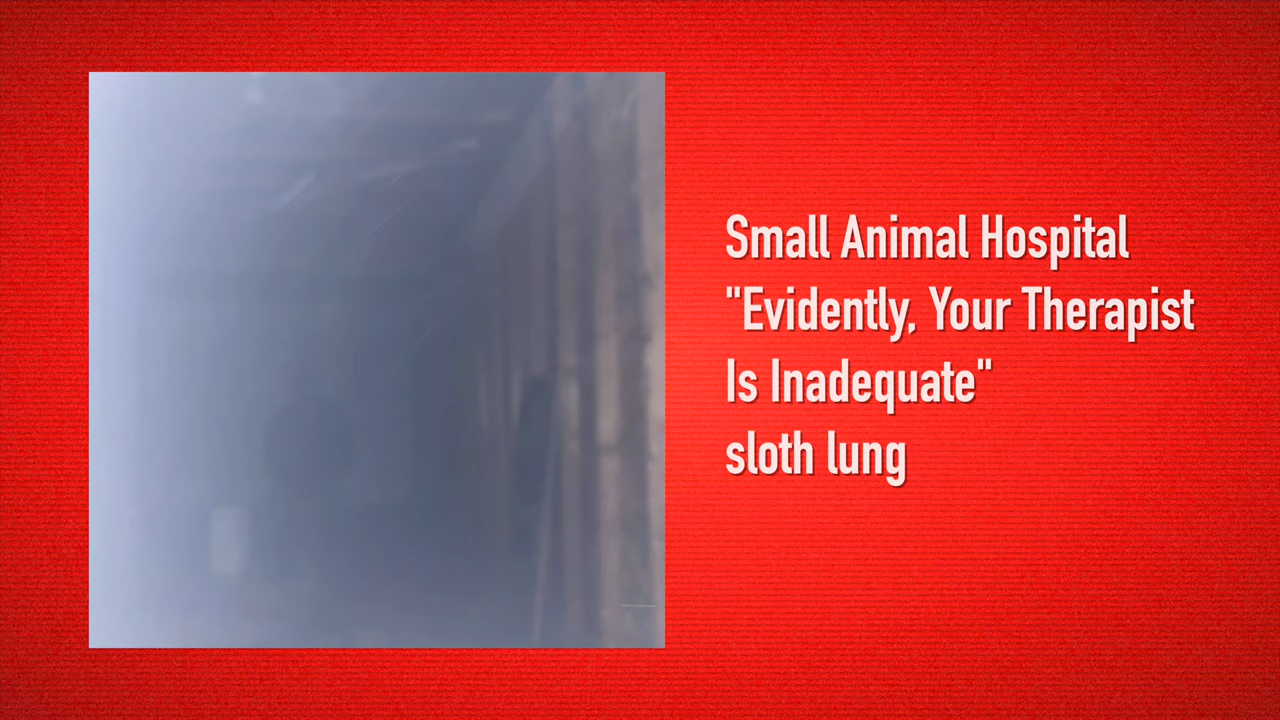 Small Animal Hospital
"Evidently, Your Therapist
Is Inadequate"
sloth lung